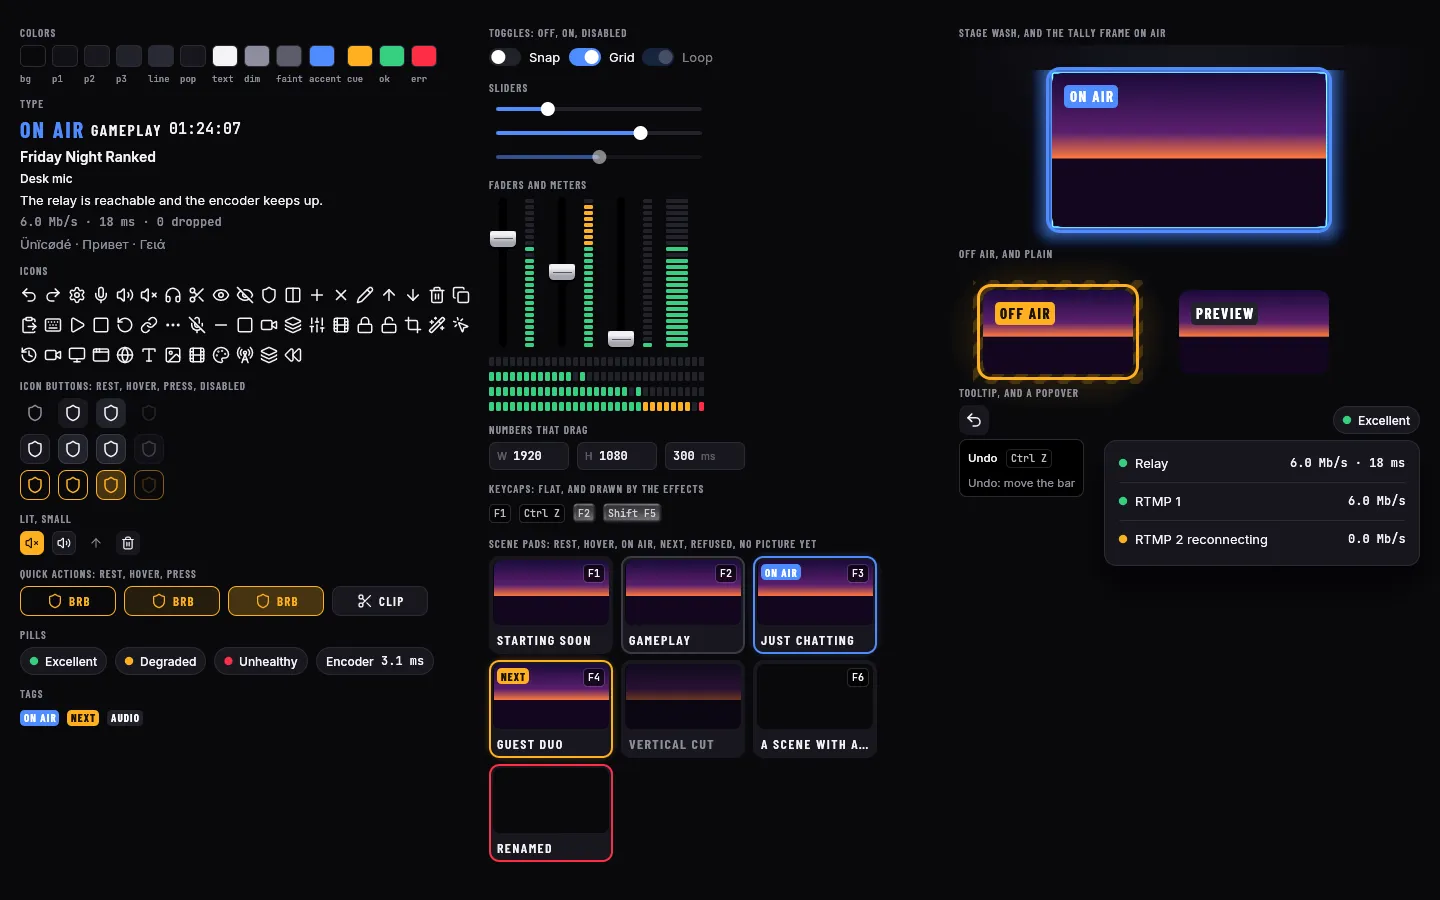 COLORS
bg p1 p2 p3 line pop text dim faint accent cue ok err
TYPE
ON AIR GAMEPLAY 01:24:07
Friday Night Ranked
Desk mic
The relay is reachable and the encoder keeps up.
6.0 Mb/s · 18 ms · 0 dropped
Ünïcødé · Привет · Γειά
ICONS
ICON BUTTONS: REST, HOVER, PRESS, DISABLED
LIT, SMALL
QUICK ACTIONS: REST, HOVER, PRESS
BRB BRB BRB CLIP
PILLS
Excellent Degraded Unhealthy Encoder 3.1 ms
TAGS
ON AIR NEXT AUDIO
TOGGLES: OFF, ON, DISABLED
Snap Grid Loop
SLIDERS
FADERS AND METERS
NUMBERS THAT DRAG
W 1920 H 1080 300 ms
KEYCAPS: FLAT, AND DRAWN BY THE EFFECTS
F1 Ctrl Z F2 Shift F5
SCENE PADS: REST, HOVER, ON AIR, NEXT, REFUSED, NO PICTURE YET
F1 F2 ON AIR F3
STARTING SOON GAMEPLAY JUST CHATTING
NEXT F4 F6
GUEST DUO VERTICAL CUT A SCENE WITH A...
RENAMED
STAGE WASH, AND THE TALLY FRAME ON AIR
ON AIR
OFF AIR, AND PLAIN
OFF AIR PREVIEW
TOOLTIP, AND A POPOVER
Excellent
Undo Ctrl Z
Undo: move the bar
Relay 6.0 Mb/s · 18 ms
RTMP 1 6.0 Mb/s
RTMP 2 reconnecting 0.0 Mb/s